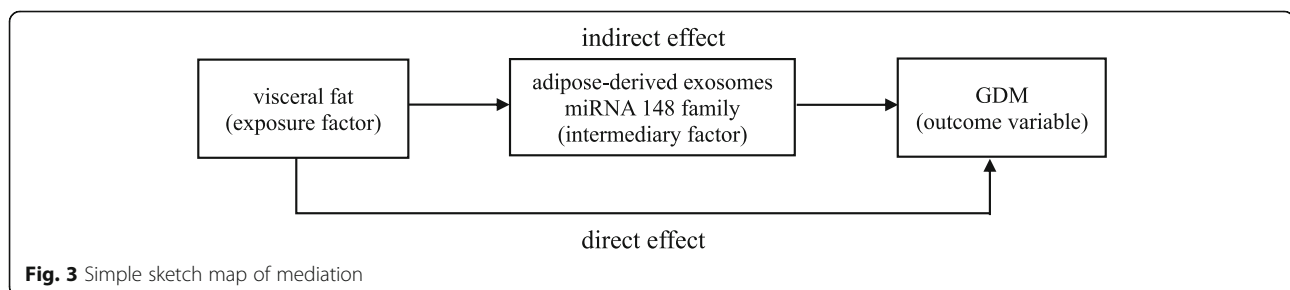 indirect effect
visceral fat
(exposure factor)
adipose-derived exosomes
miRNA 148 family
(intermediary factor)
GDM
(outcome variable)
direct effect
Fig. 3 Simple sketch map of mediation